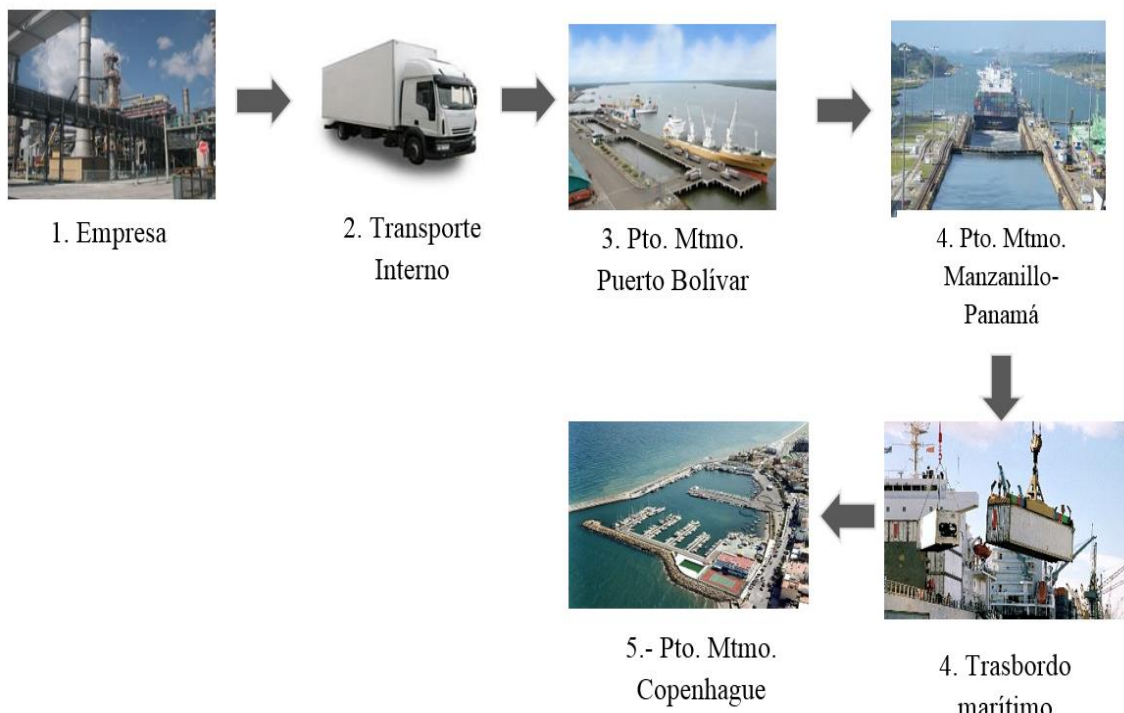 1. Empresa
2. Transporte
Interno
3. Pto. Mtmo.
Puerto Bolívar
4. Pto. Mtmo.
Manzanillo-
Panamá
5.- Pto. Mtmo.
Copenhague
4. Trasbordo
marítimo